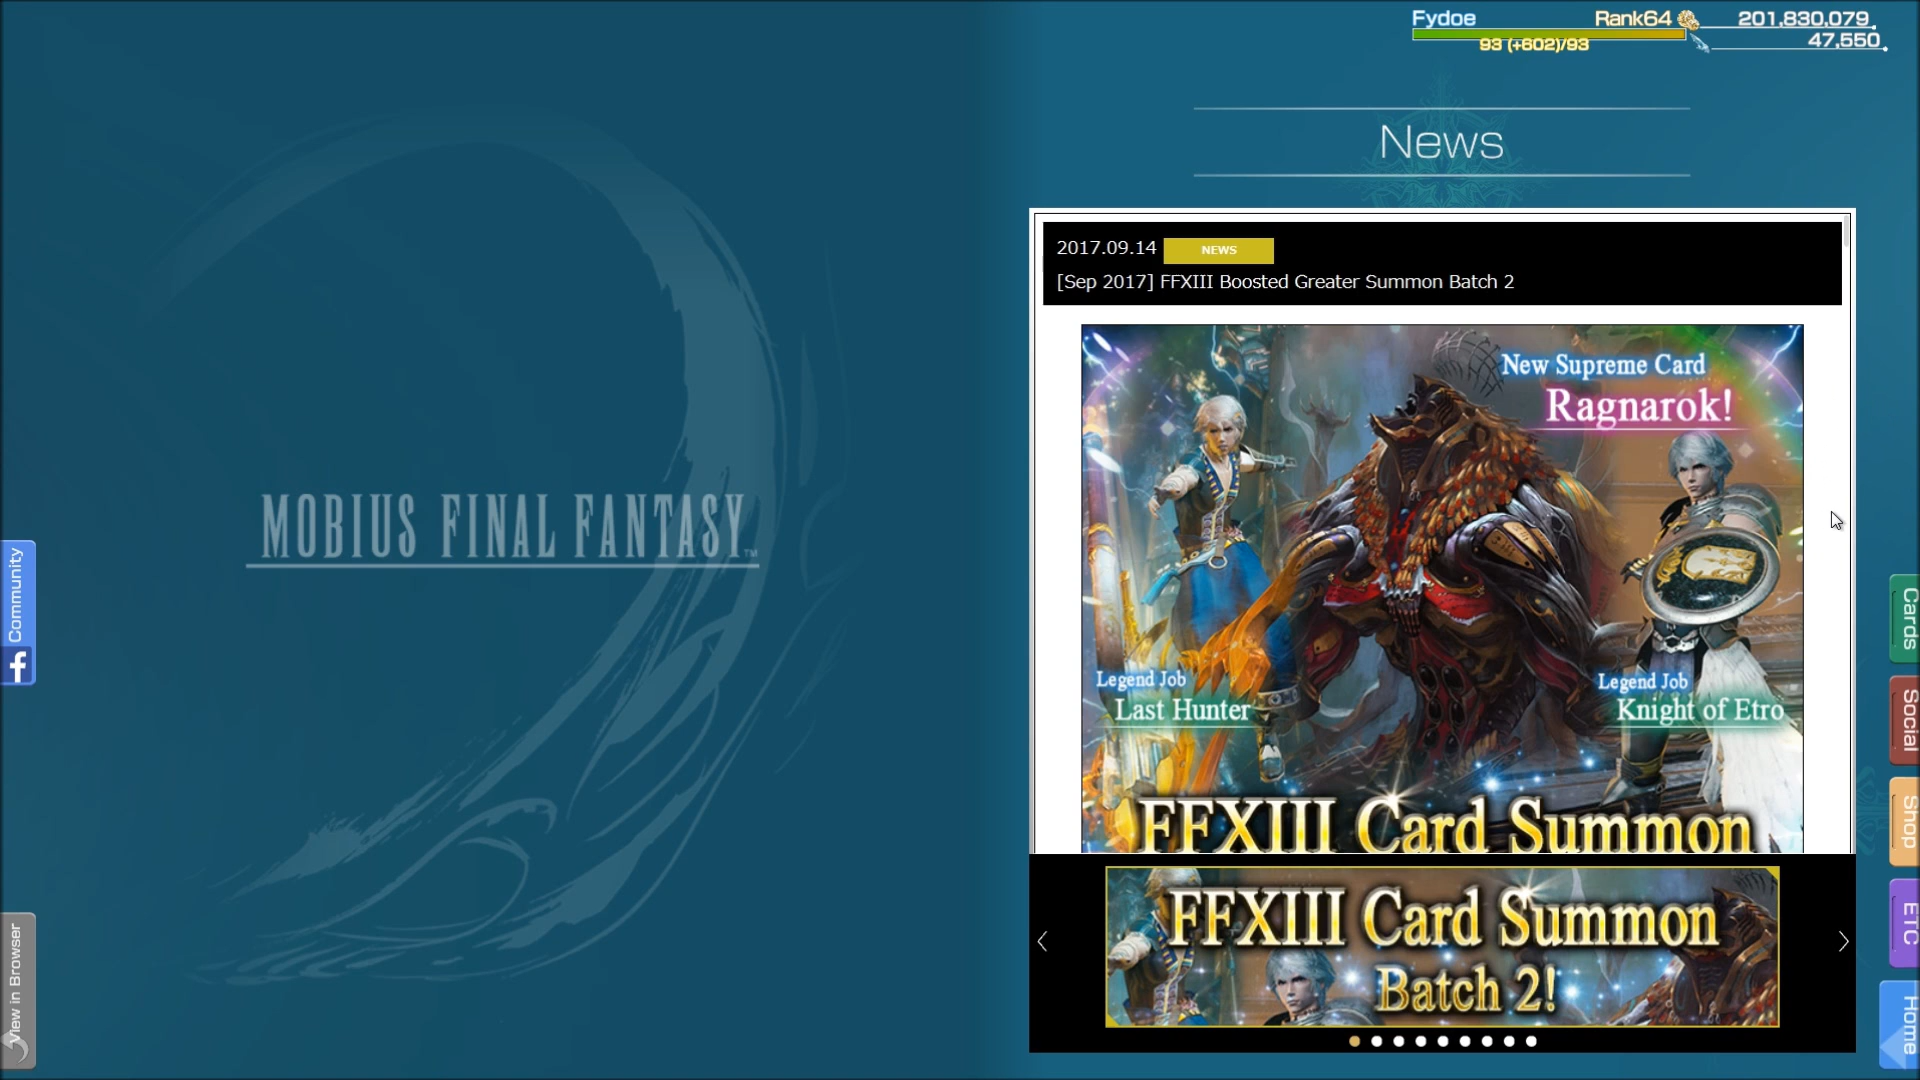 Fydoe Rank64 201,830,079
93 (+602)/93 47,550
News
2017.09.14 NEWS
[Sep 2017] FFXIII Boosted Greater Summon Batch 2
New Supreme Card
Ragnarok!
Legend Job
Last Hunter
Legend Job
Knight of Etro
FFXIII Card Summon
FFXIII Card Summon
Batch 2!
MOBIUS FINAL FANTASY™
Community
f
View in Browser
Cards
Social
Shop
ETC
Home